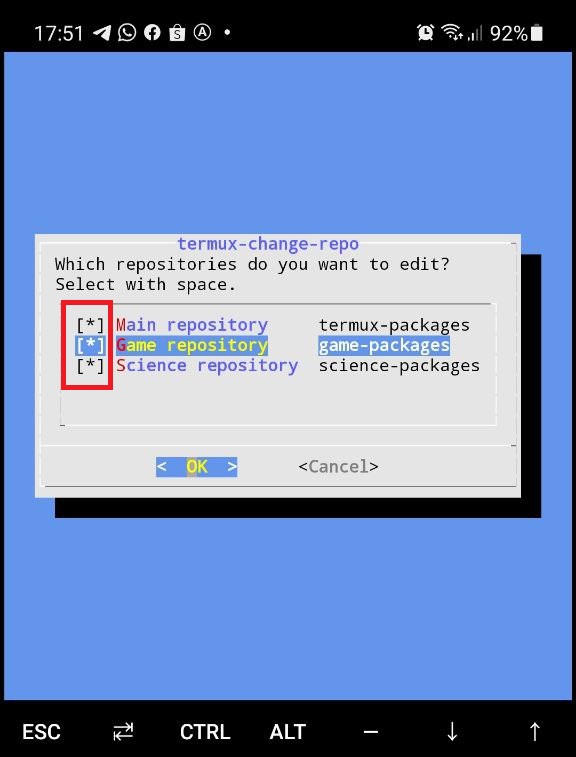 17:51 92%
termux-change-repo
Which repositories do you want to edit?
Select with space.
[*] Main repository termux-packages
[*] Game repository game-packages
[*] Science repository science-packages
< OK > <Cancel>
ESC ⇄ CTRL ALT – ↓ ↑